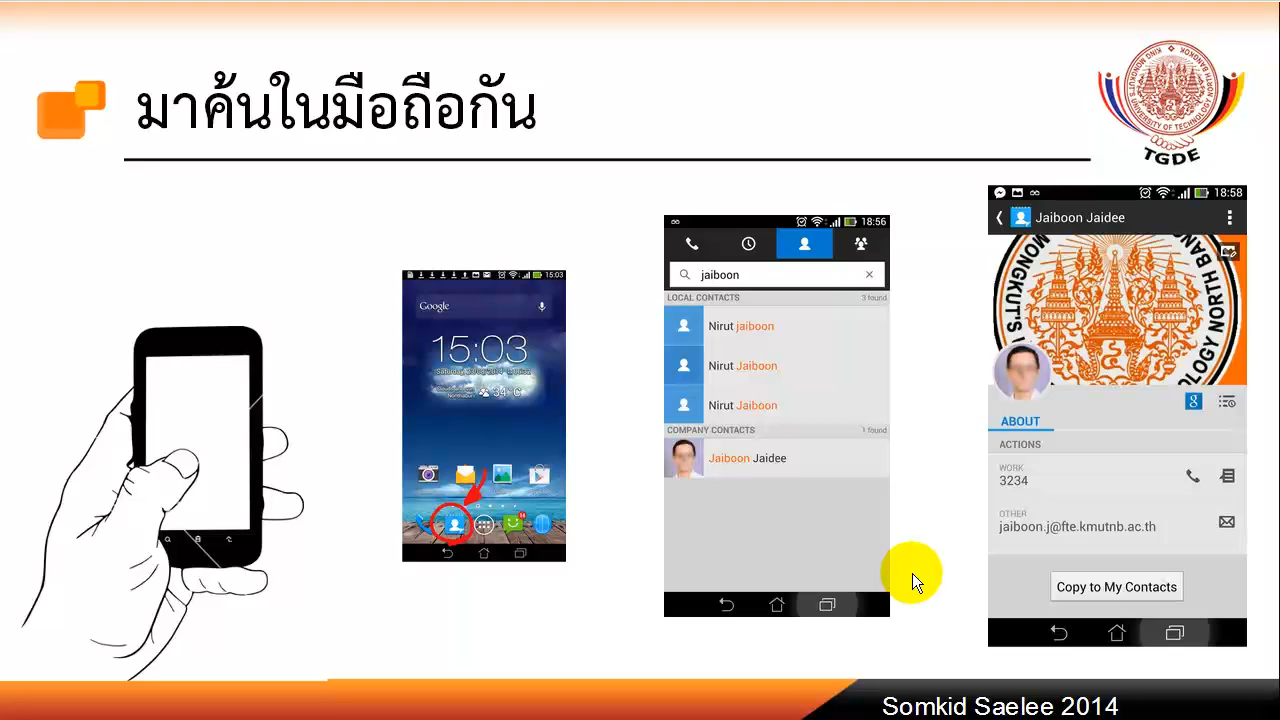 มาค้นในมือถือกัน
TGDE
15:03
Google
15:03
34°C
18:56
jaiboon
LOCAL CONTACTS 3 found
Nirut jaiboon
Nirut Jaiboon
Nirut Jaiboon
COMPANY CONTACTS 1 found
Jaiboon Jaidee
18:58
Jaiboon Jaidee
ABOUT
ACTIONS
WORK
3234
OTHER
jaiboon.j@fte.kmutnb.ac.th
Copy to My Contacts
Somkid Saelee 2014